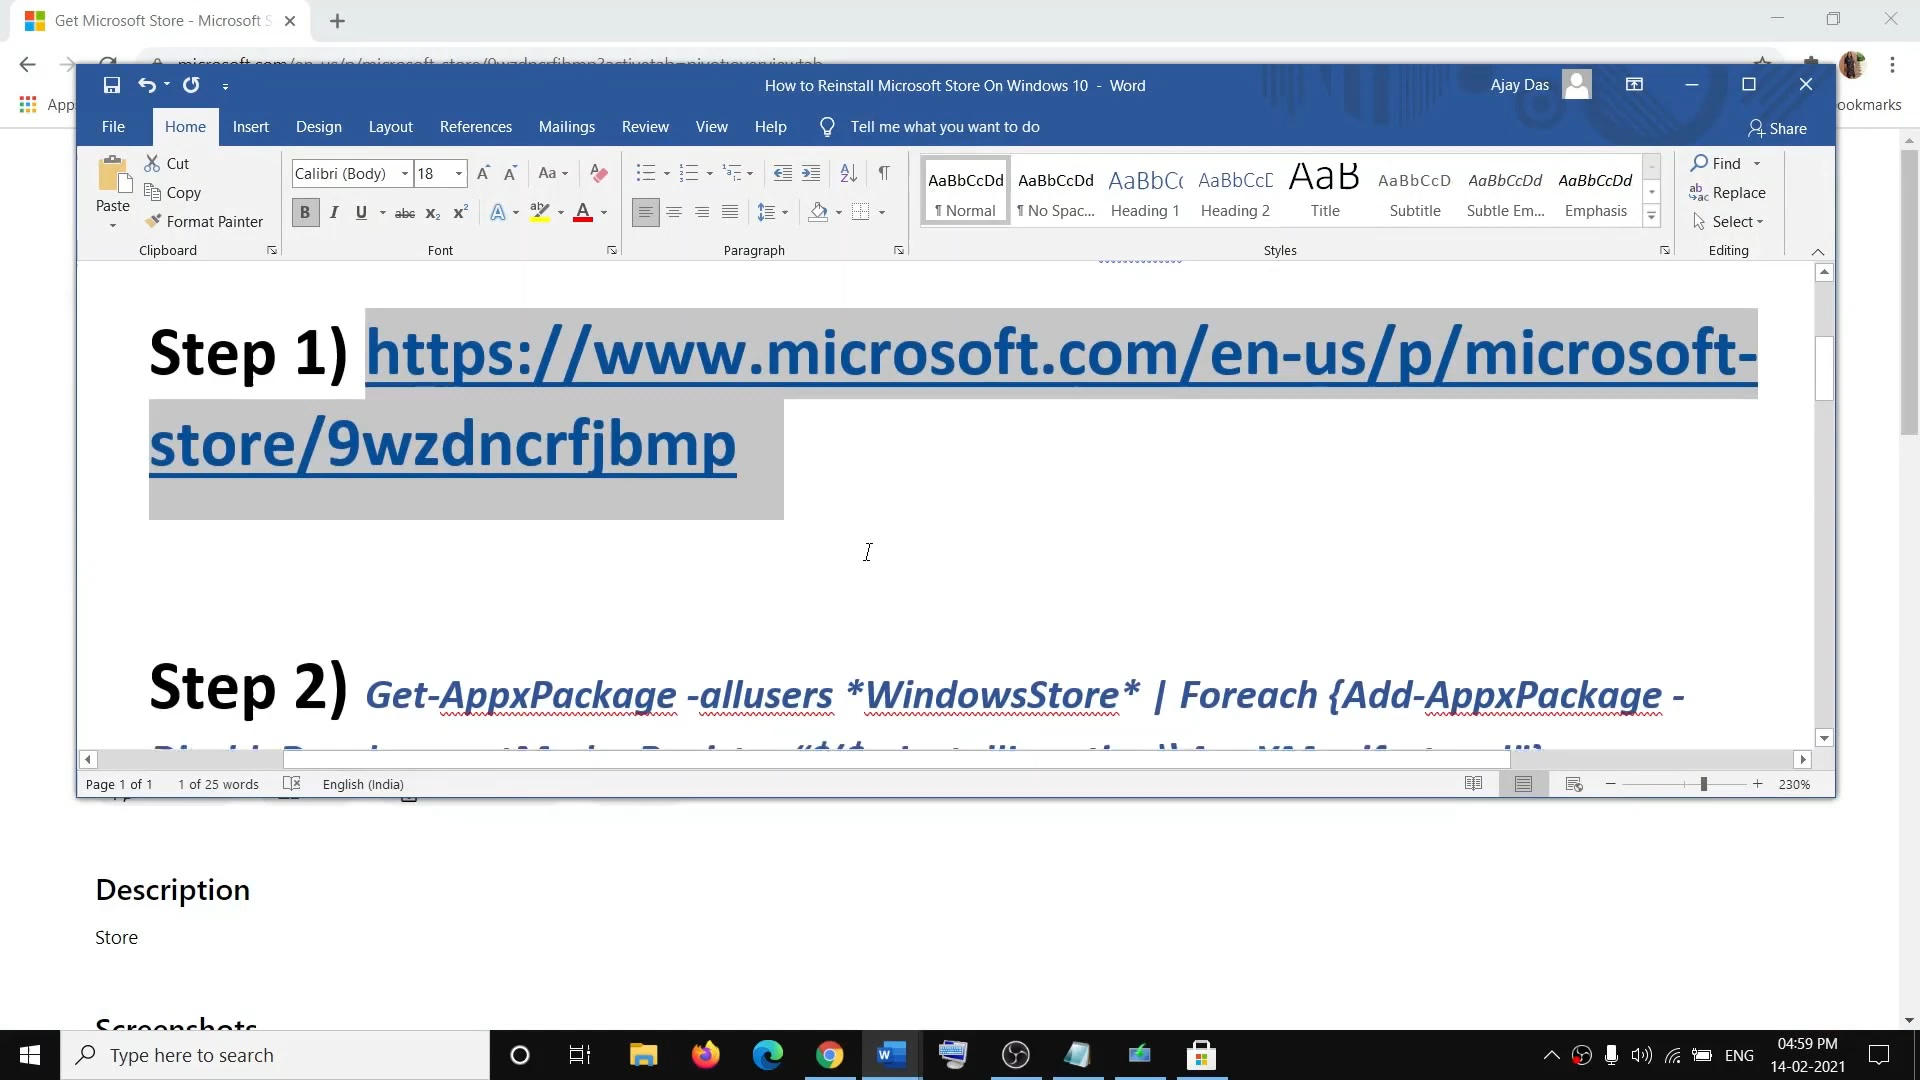 Get Microsoft Store - Microsoft S
Ajay Das
How to Reinstall Microsoft Store On Windows 10 - Word
File Home Insert Design Layout References Mailings Review View Help Tell me what you want to do Share
Paste Cut Copy Format Painter
Clipboard
Calibri (Body) 18 Aa
B I U abc X₂ X² A ab A
Font
Paragraph
AaBbCcDd AaBbCcDd AaBbCc AaBbCcD AaB AaBbCcD AaBbCcDd AaBbCcDd
¶ Normal ¶ No Spac... Heading 1 Heading 2 Title Subtitle Subtle Em... Emphasis
Styles
Find
Replace
Select
Editing
ookmarks
Step 1) https://www.microsoft.com/en-us/p/microsoft-
store/9wzdncrfjbmp
Step 2) Get-AppxPackage -allusers *WindowsStore* | Foreach {Add-AppxPackage -
Page 1 of 1 1 of 25 words English (India) 230%
Description
Store
Screenshots
Type here to search
ENG
04:59 PM
14-02-2021